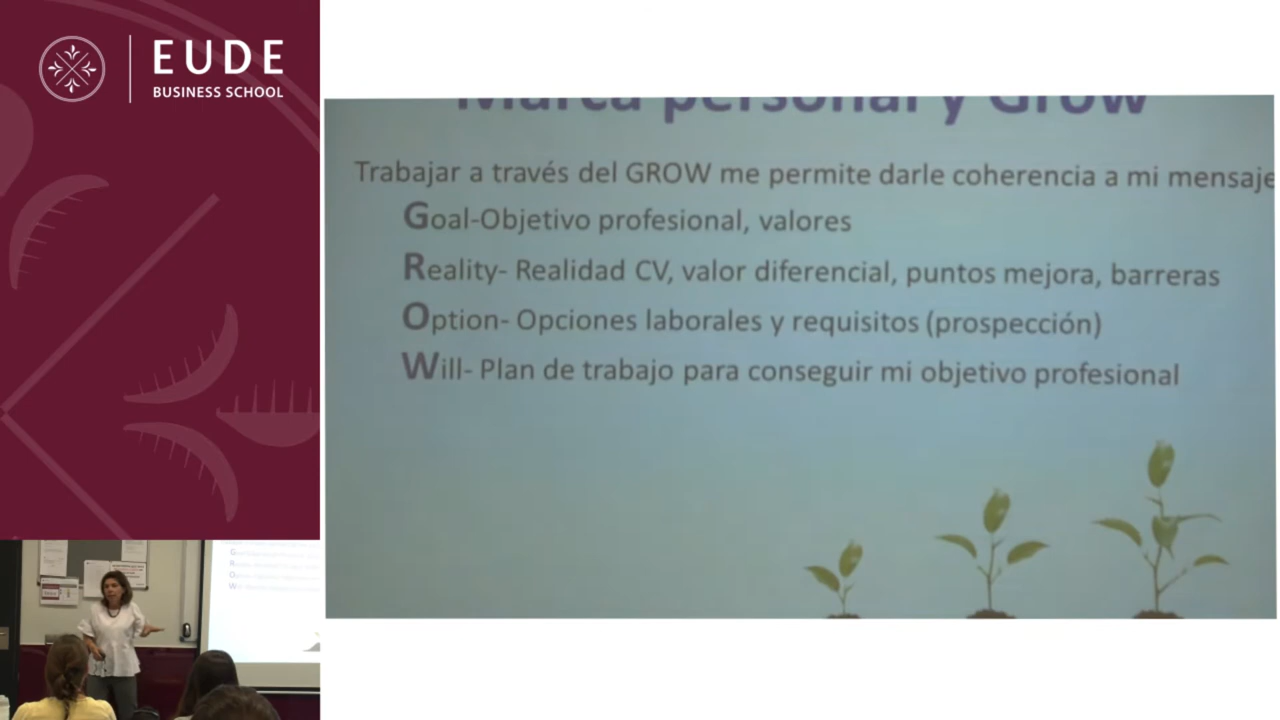 EUDE
BUSINESS SCHOOL
Marca personal y Grow
Trabajar a través del GROW me permite darle coherencia a mi mensaje
Goal-Objetivo profesional, valores
Reality- Realidad CV, valor diferencial, puntos mejora, barreras
Option- Opciones laborales y requisitos (prospección)
Will- Plan de trabajo para conseguir mi objetivo profesional